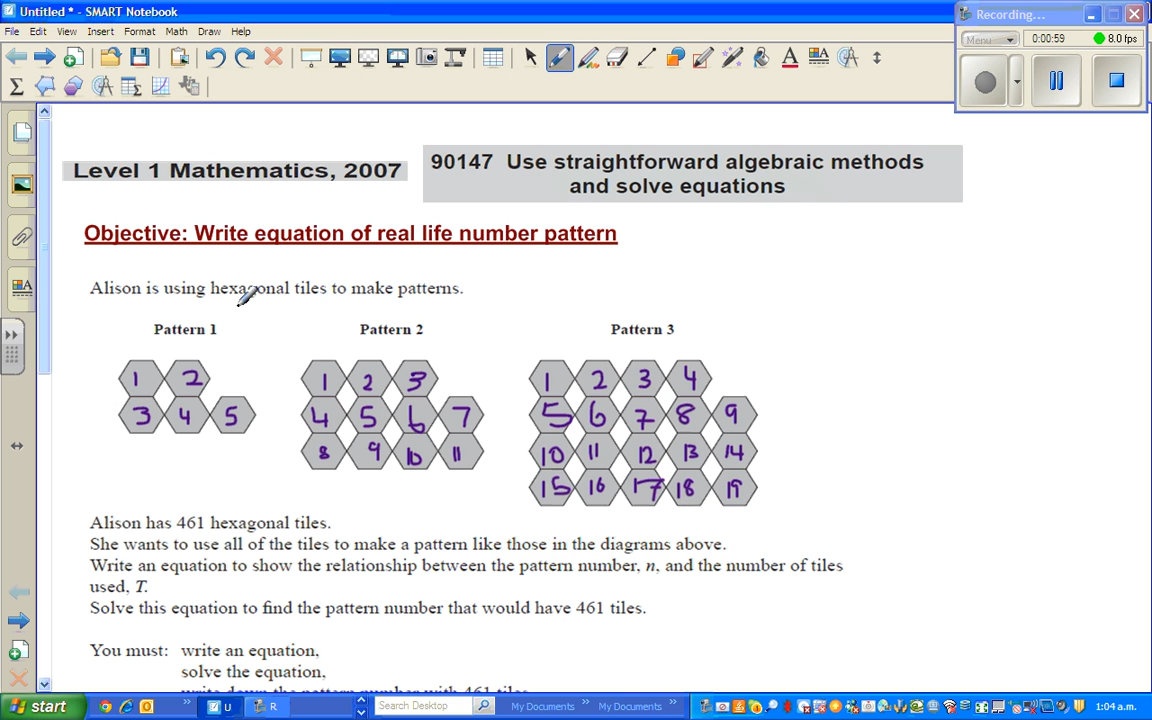 Untitled * - SMART Notebook
Recording...
File Edit View Insert Format Math Draw Help
Menu 0:00:59 8.0 fps
Level 1 Mathematics, 2007
90147 Use straightforward algebraic methods
and solve equations
Objective: Write equation of real life number pattern
Alison is using hexagonal tiles to make patterns.
Pattern 1 Pattern 2 Pattern 3
1 2 1 2 3 1 2 3 4
3 4 5 4 5 6 7 5 6 7 8 9
8 9 10 11 10 11 12 13 14
15 16 17 18 19
Alison has 461 hexagonal tiles.
She wants to use all of the tiles to make a pattern like those in the diagrams above.
Write an equation to show the relationship between the pattern number, n, and the number of tiles
used, T.
Solve this equation to find the pattern number that would have 461 tiles.
You must: write an equation,
solve the equation,
write down the pattern number with 461 tiles
start U R Search Desktop My Documents » My Documents » 1:04 a.m.